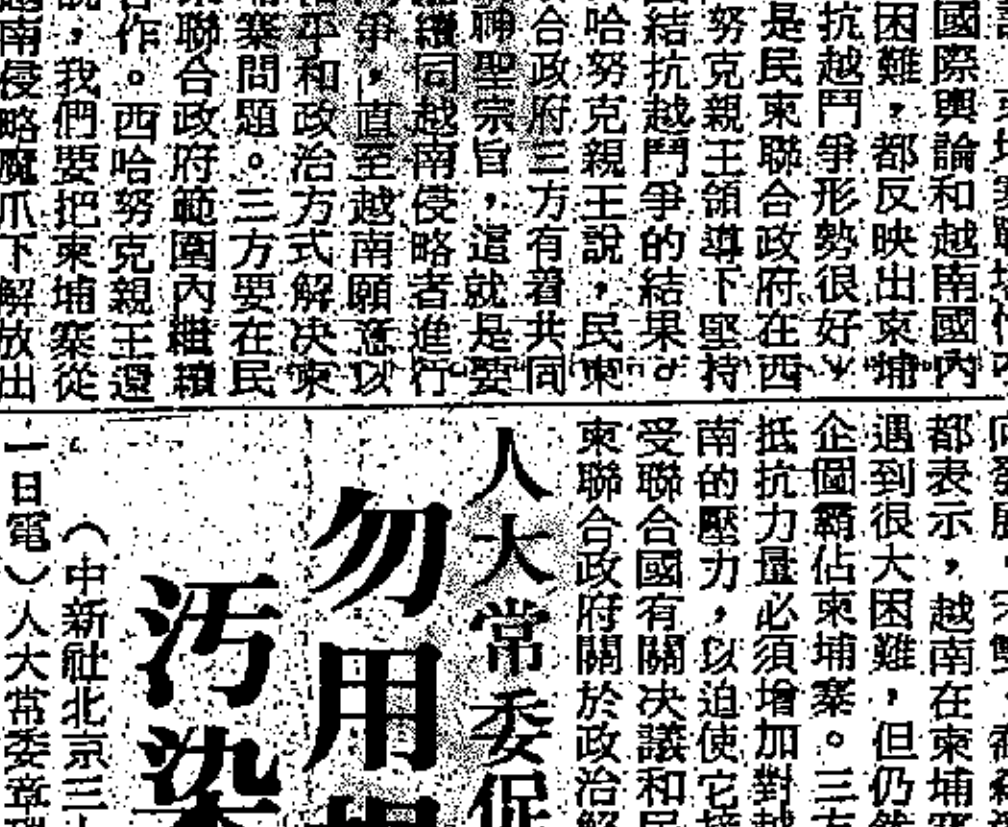 國際輿論和越南國內
困難，都反映出柬埔
抗越鬥爭形勢很好，
是民柬聯合政府在西
努克親王領導下堅持
結抗越鬥爭的結果。
哈努克親王說，民柬
合政府三方有着共同
神聖宗旨，這就是要
續同越南侵略者進行
爭，直至越南願意以
平和政治方式解決柬
寨問題。三方要在民
聯合政府範圍內繼續
作。西哈努克親王還
，我們要把柬埔寨從
南侵略魔爪下解放出
都表示，越南在柬埔寨
遇到很大困難，但仍然
企圖霸佔柬埔寨。三方
抵抗力量必須增加對越
南的壓力，以迫使它接
受聯合國有關決議和民
柬聯合政府關於政治解
人大常委促
勿用
污染
（中新社北京三
一日電）人大常委章